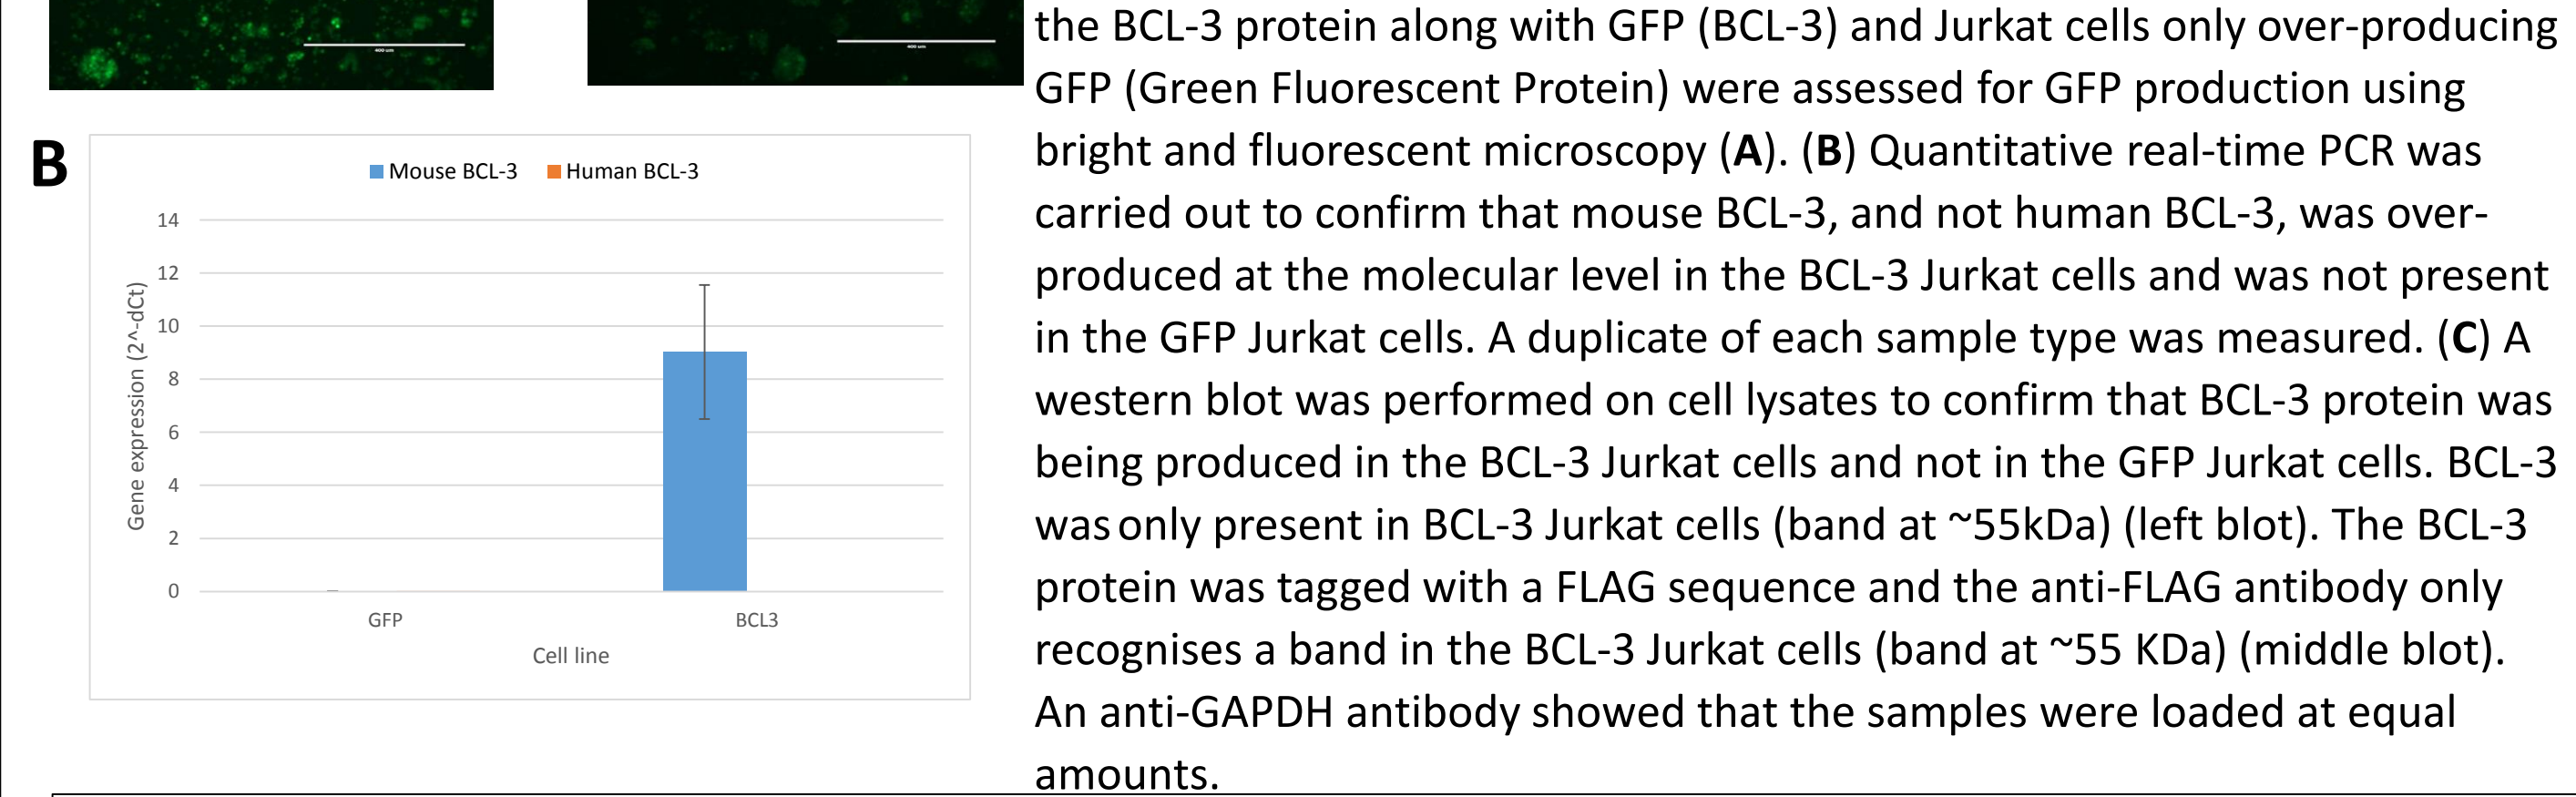 400 um
400 um
the BCL-3 protein along with GFP (BCL-3) and Jurkat cells only over-producing
GFP (Green Fluorescent Protein) were assessed for GFP production using
bright and fluorescent microscopy (A). (B) Quantitative real-time PCR was
carried out to confirm that mouse BCL-3, and not human BCL-3, was over-
produced at the molecular level in the BCL-3 Jurkat cells and was not present
in the GFP Jurkat cells. A duplicate of each sample type was measured. (C) A
western blot was performed on cell lysates to confirm that BCL-3 protein was
being produced in the BCL-3 Jurkat cells and not in the GFP Jurkat cells. BCL-3
was only present in BCL-3 Jurkat cells (band at ~55kDa) (left blot). The BCL-3
protein was tagged with a FLAG sequence and the anti-FLAG antibody only
recognises a band in the BCL-3 Jurkat cells (band at ~55 KDa) (middle blot).
An anti-GAPDH antibody showed that the samples were loaded at equal
amounts.
B
Mouse BCL-3 Human BCL-3
Gene expression (2^-dCt)
14
12
10
8
6
4
2
0
GFP BCL3
Cell line